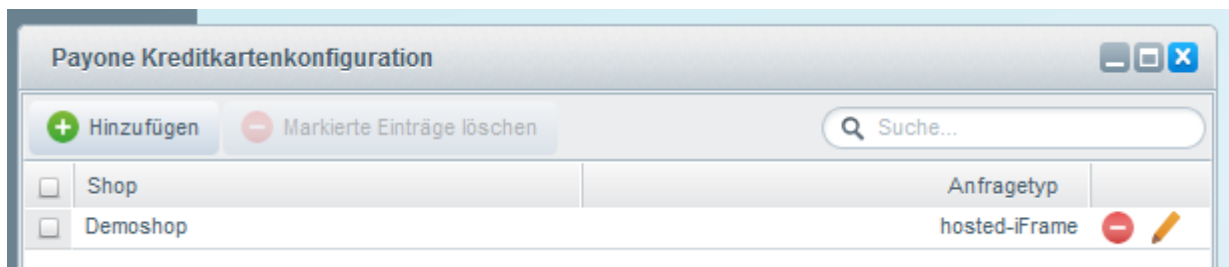 Payone Kreditkartenkonfiguration
Hinzufügen Markierte Einträge löschen Suche...
Shop Anfragetyp
Demoshop hosted-iFrame